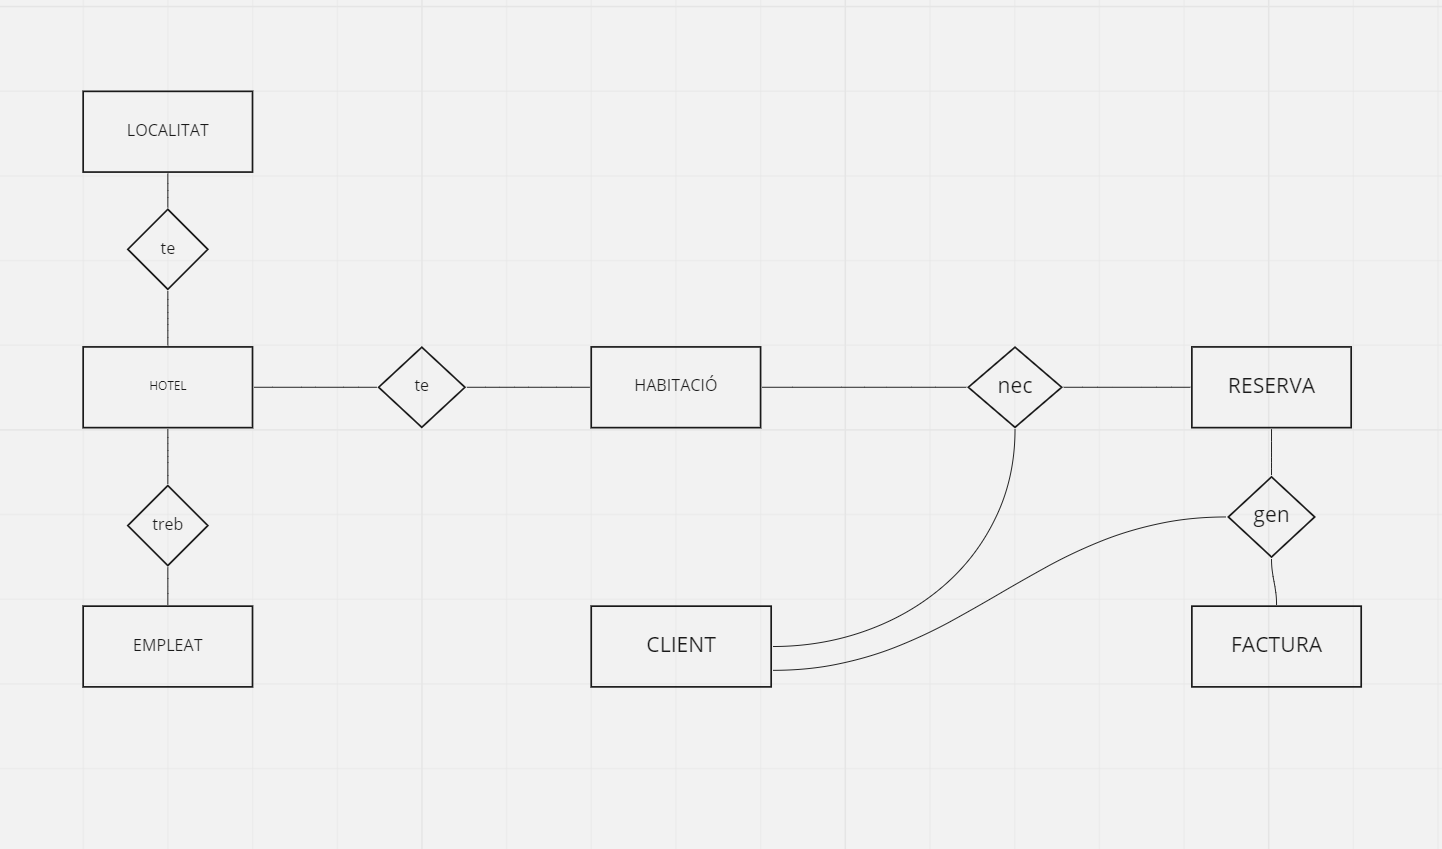 LOCALITAT
te
HOTEL
te
HABITACIÓ
nec
RESERVA
treb
gen
EMPLEAT
CLIENT
FACTURA